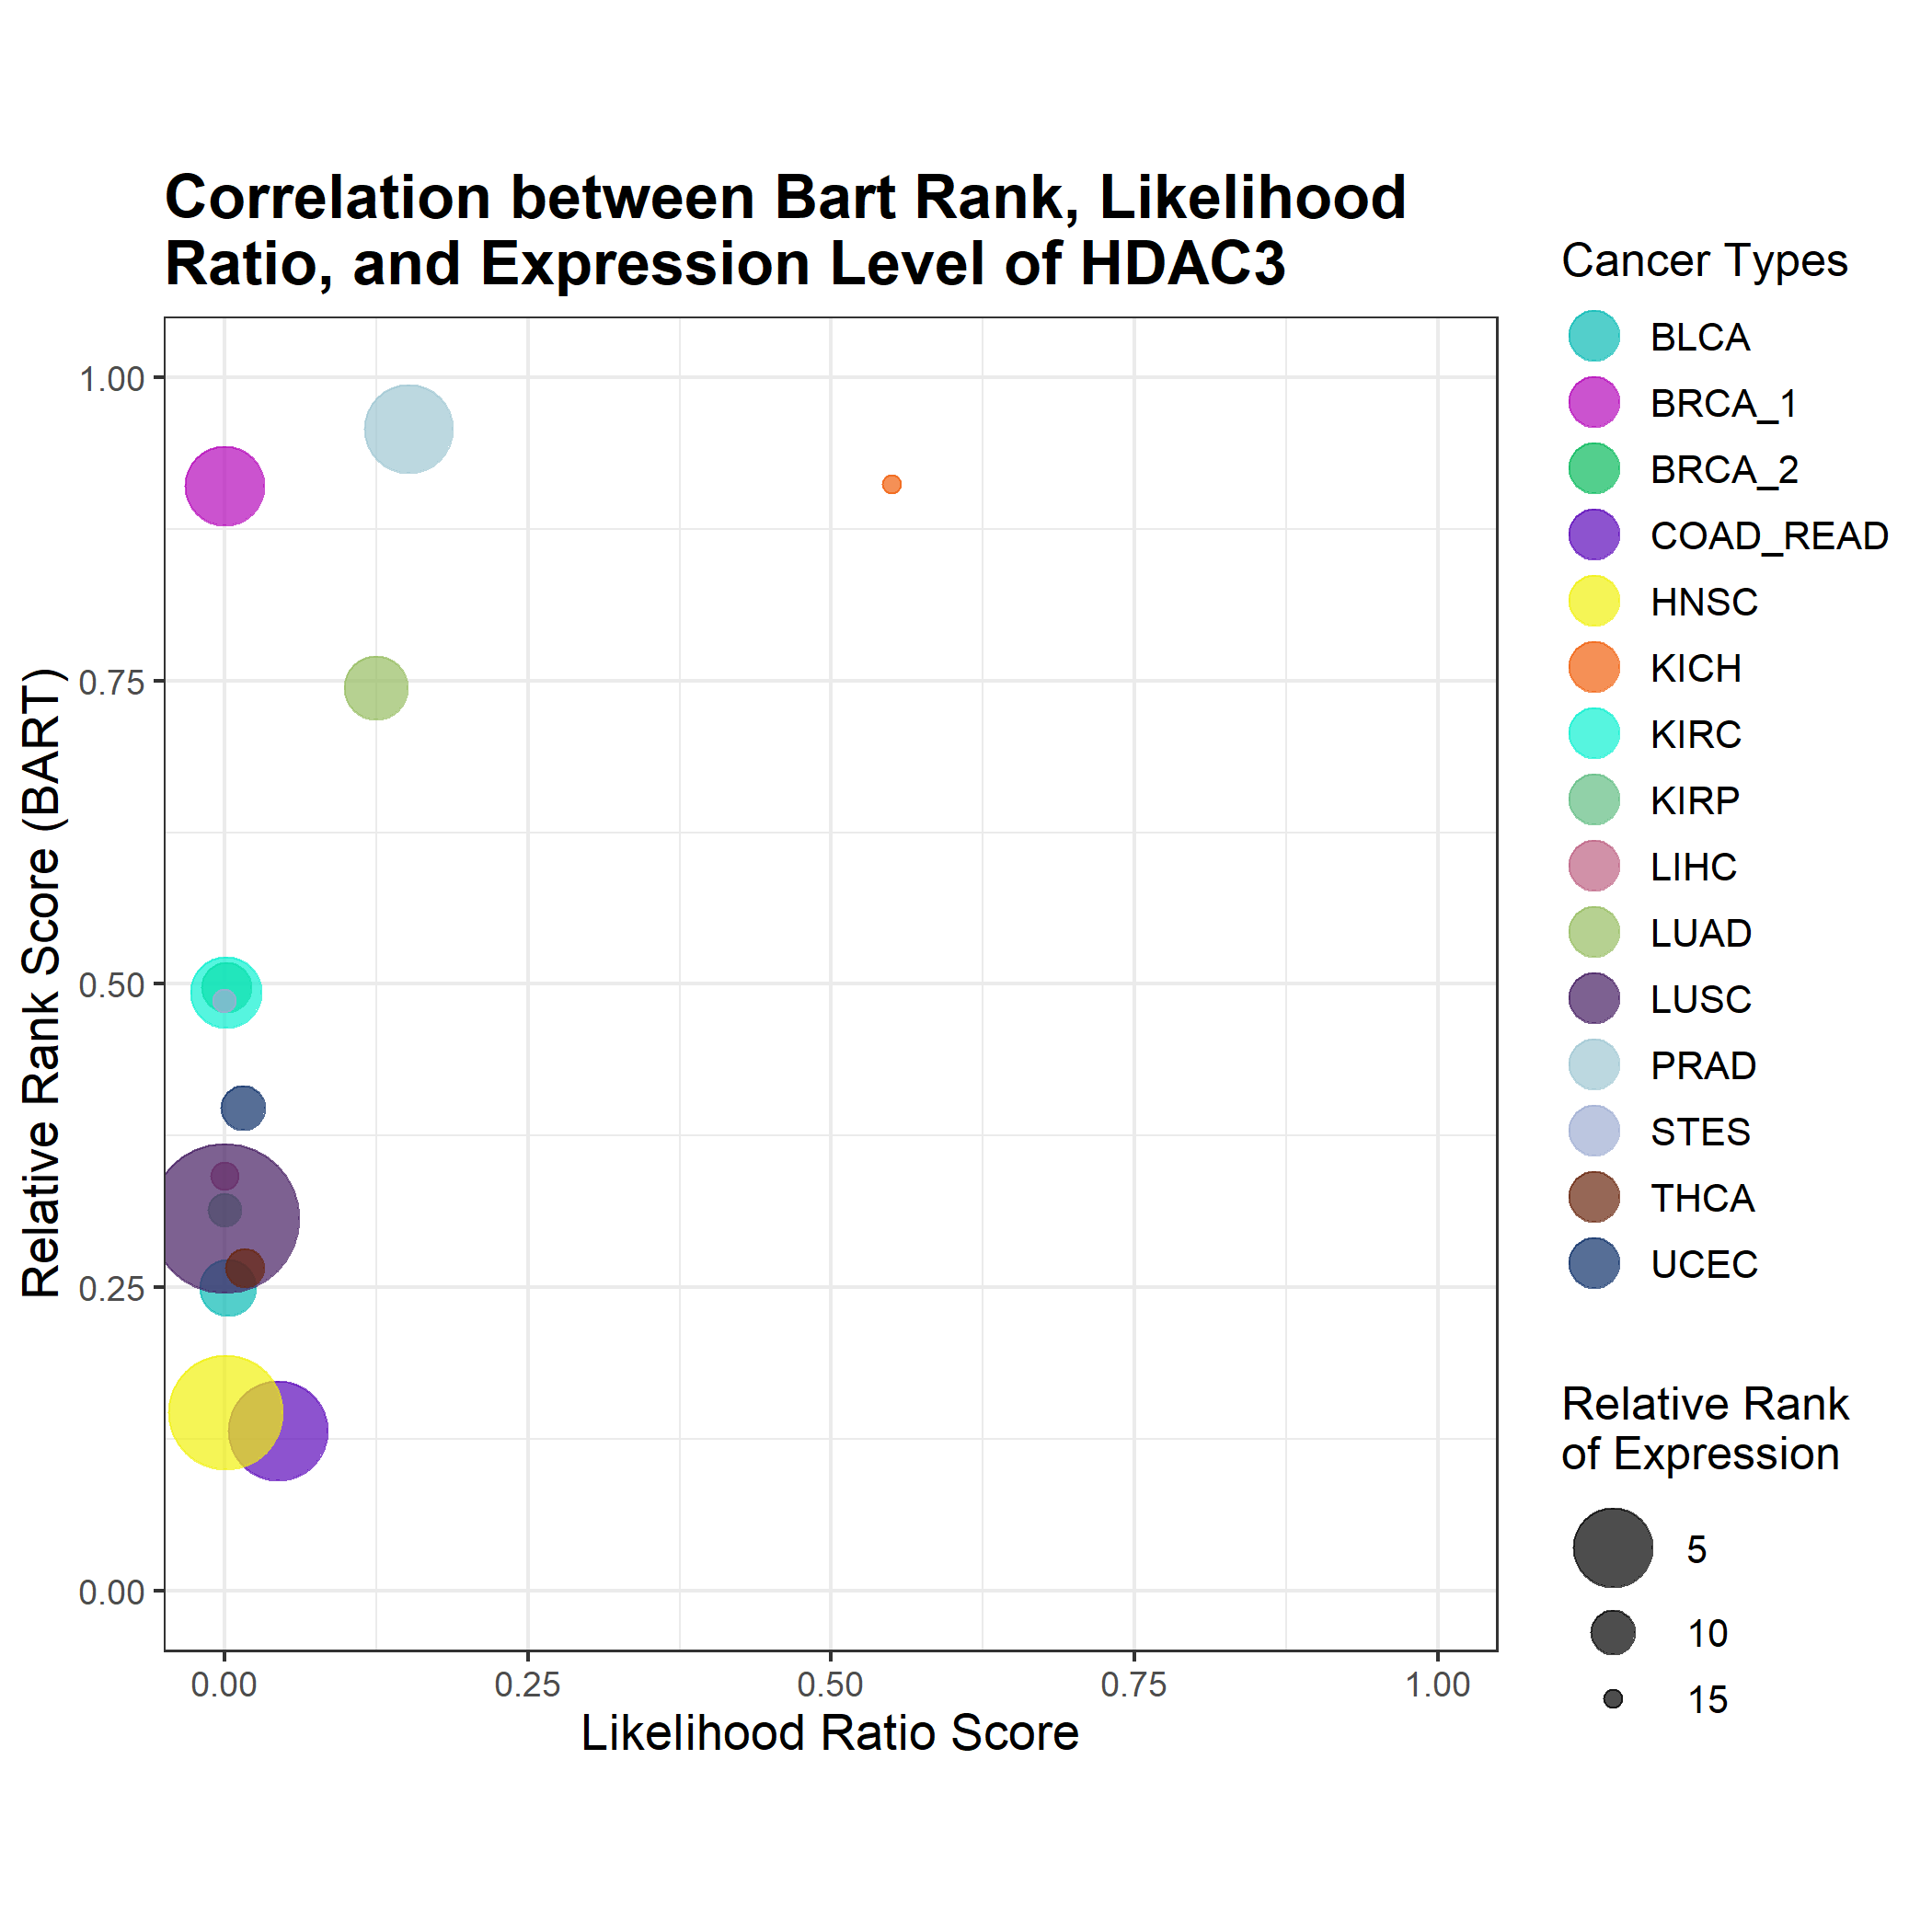 Correlation between Bart Rank, Likelihood
Ratio, and Expression Level of HDAC3
Relative Rank Score (BART)
1.00
0.75
0.50
0.25
0.00
0.00 0.25 0.50 0.75 1.00
Likelihood Ratio Score
Cancer Types
BLCA
BRCA_1
BRCA_2
COAD_READ
HNSC
KICH
KIRC
KIRP
LIHC
LUAD
LUSC
PRAD
STES
THCA
UCEC
Relative Rank
of Expression
5
10
15